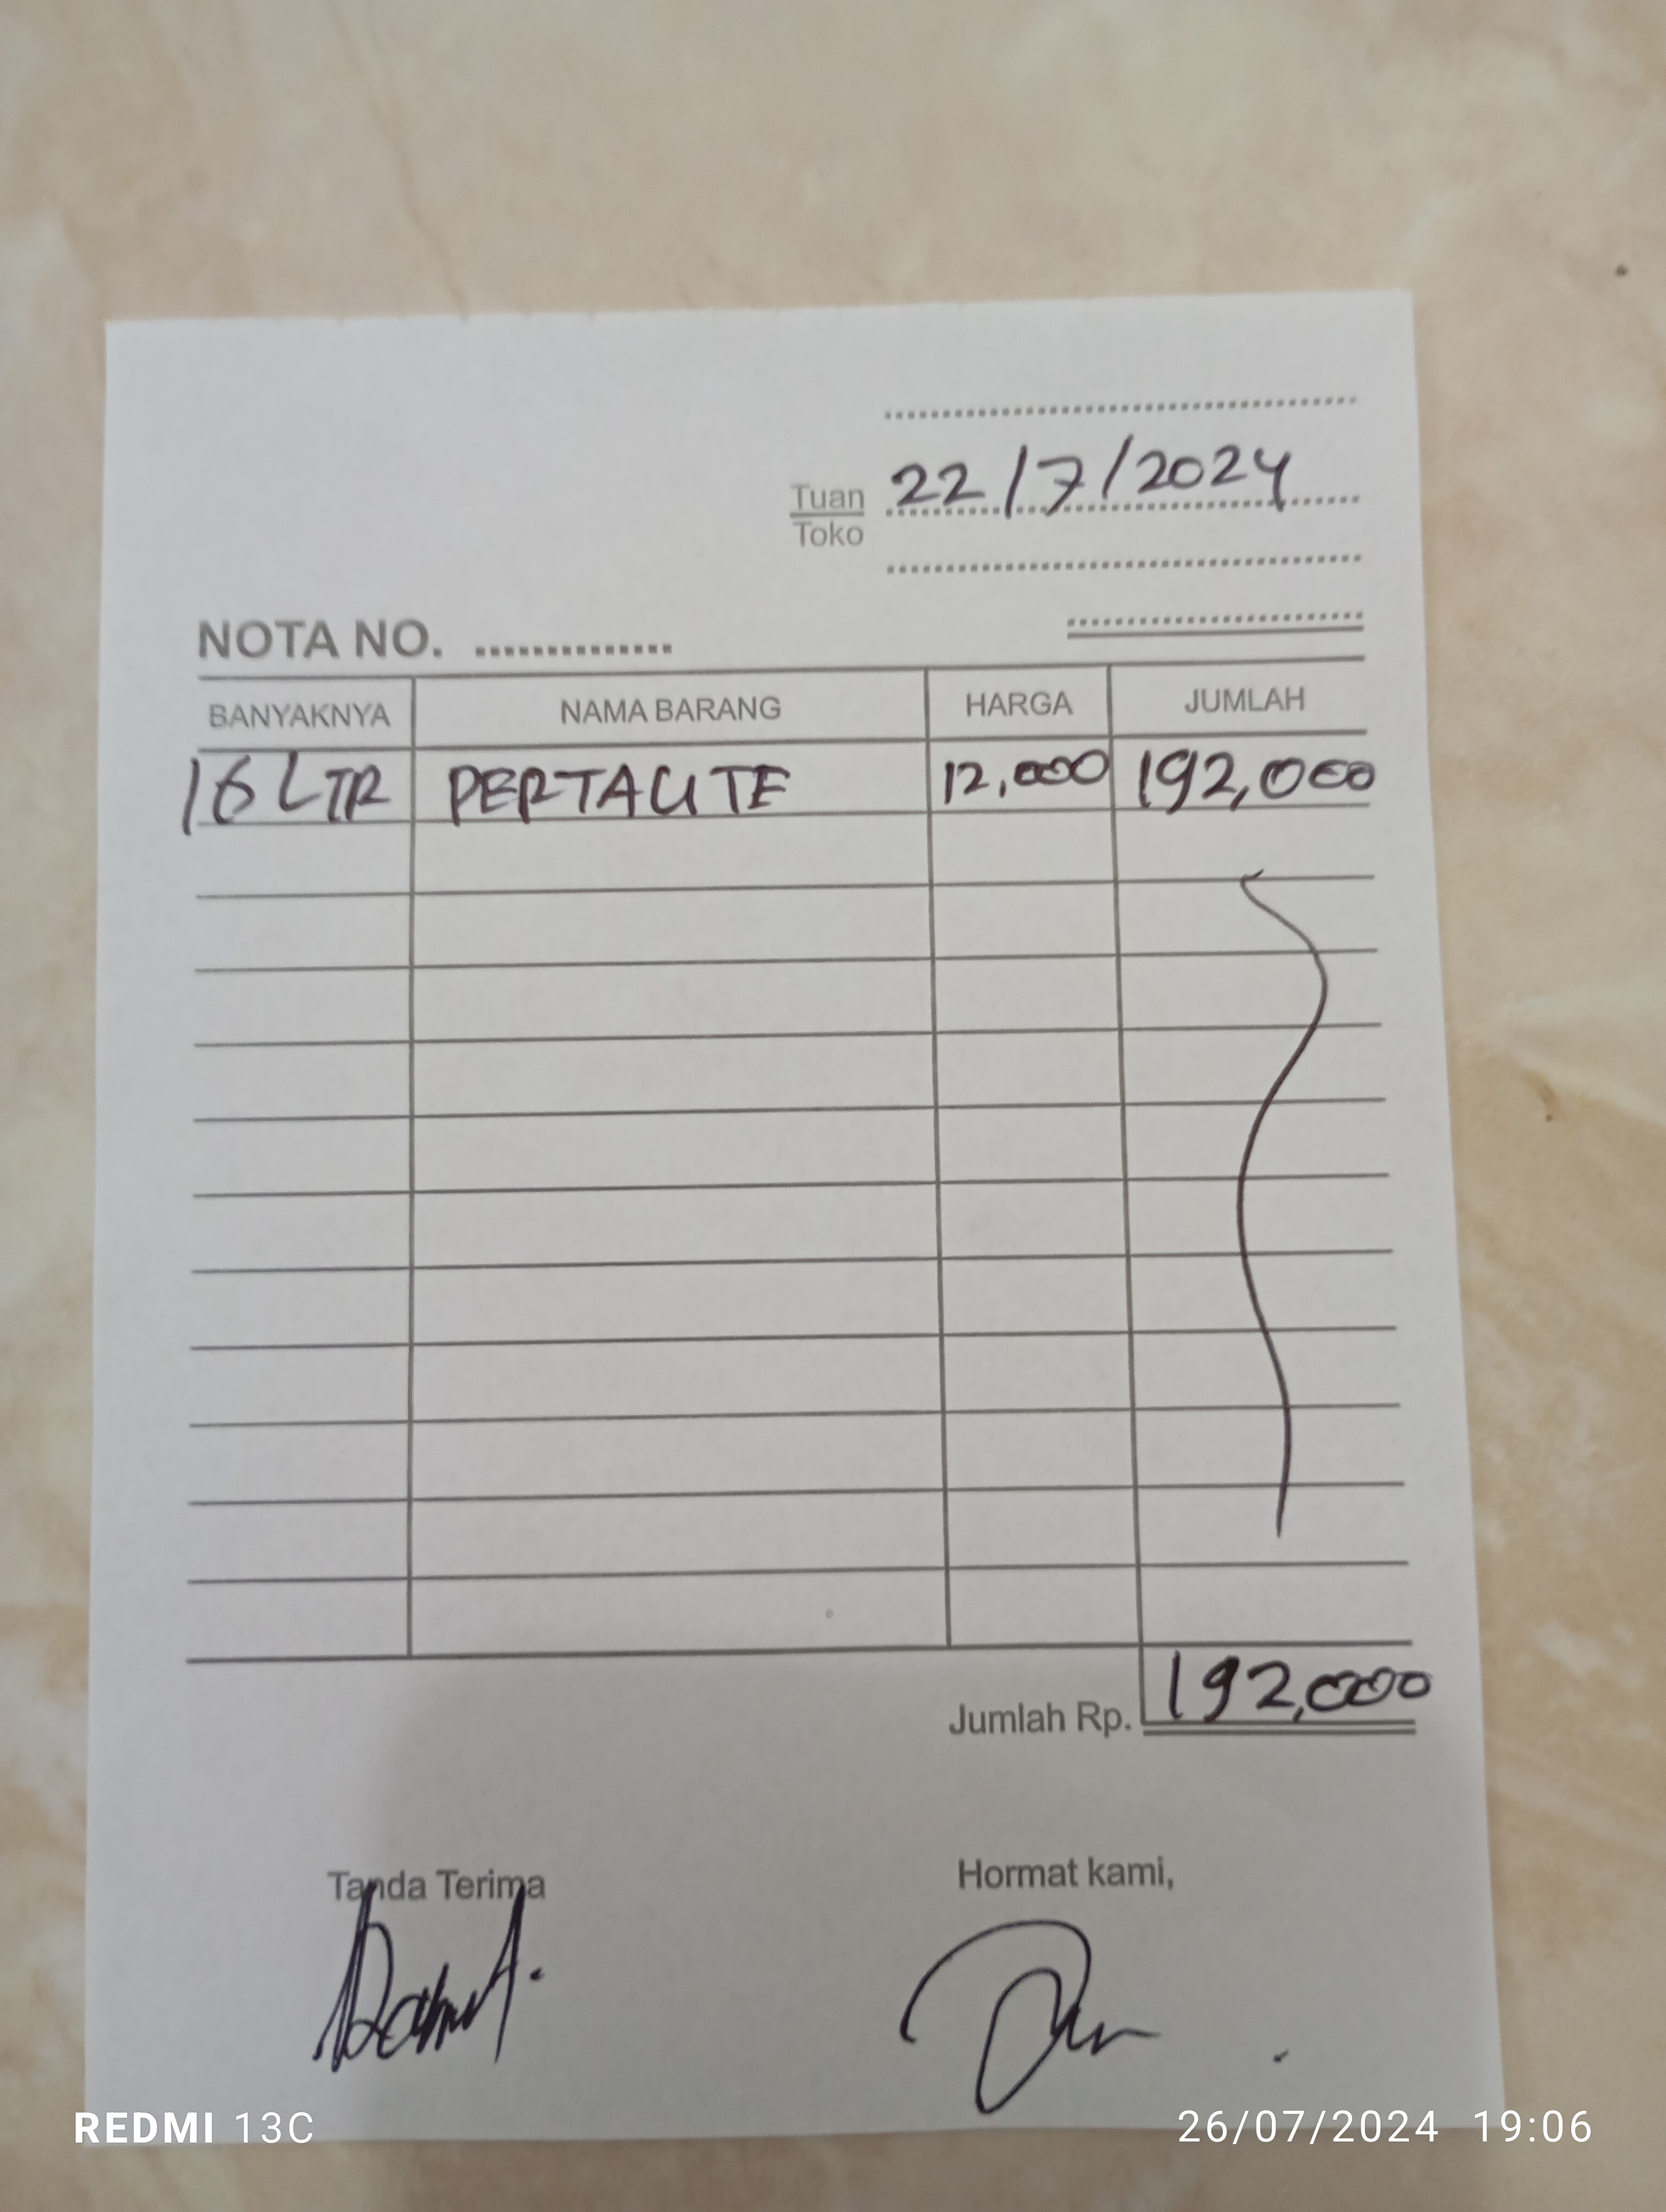 22/7/2024
Tuan
Toko
NOTA NO. ..............
BANYAKNYA NAMA BARANG HARGA JUMLAH
16 LTR PERTALITE 12,000 192,000
Jumlah Rp. 192,000
Tanda Terima Hormat kami,
REDMI 13C 26/07/2024 19:06